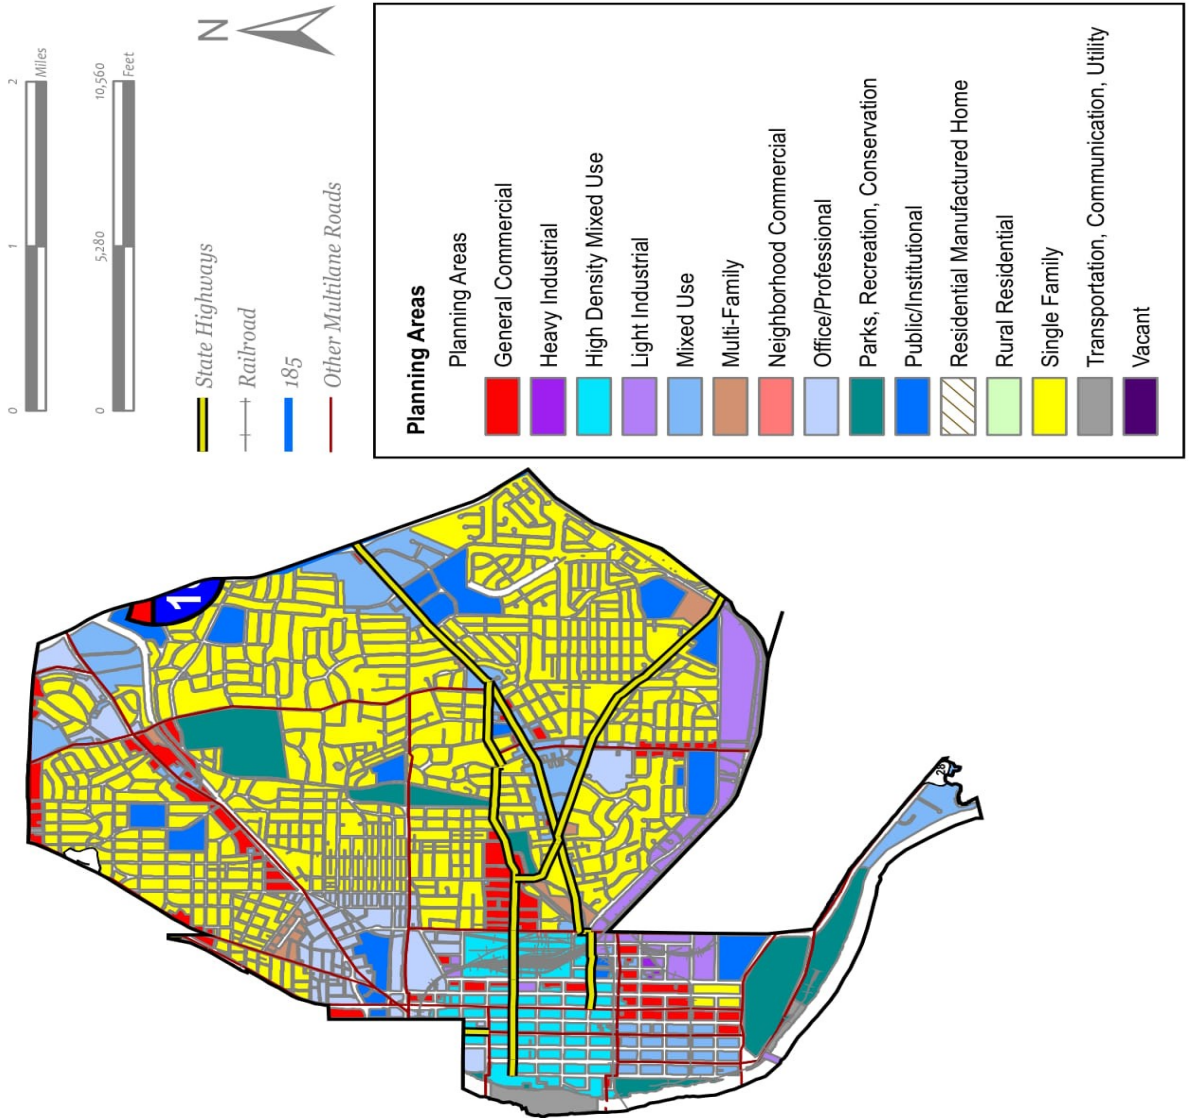 N
0
1
2
Miles
0
5,280
10,560
Feet
State Highways
Railroad
185
Other Multilane Roads
Planning Areas
Planning Areas
General Commercial
Heavy Industrial
High Density Mixed Use
Light Industrial
Mixed Use
Multi-Family
Neighborhood Commercial
Office/Professional
Parks, Recreation, Conservation
Public/Institutional
Residential Manufactured Home
Rural Residential
Single Family
Transportation, Communication, Utility
Vacant
1